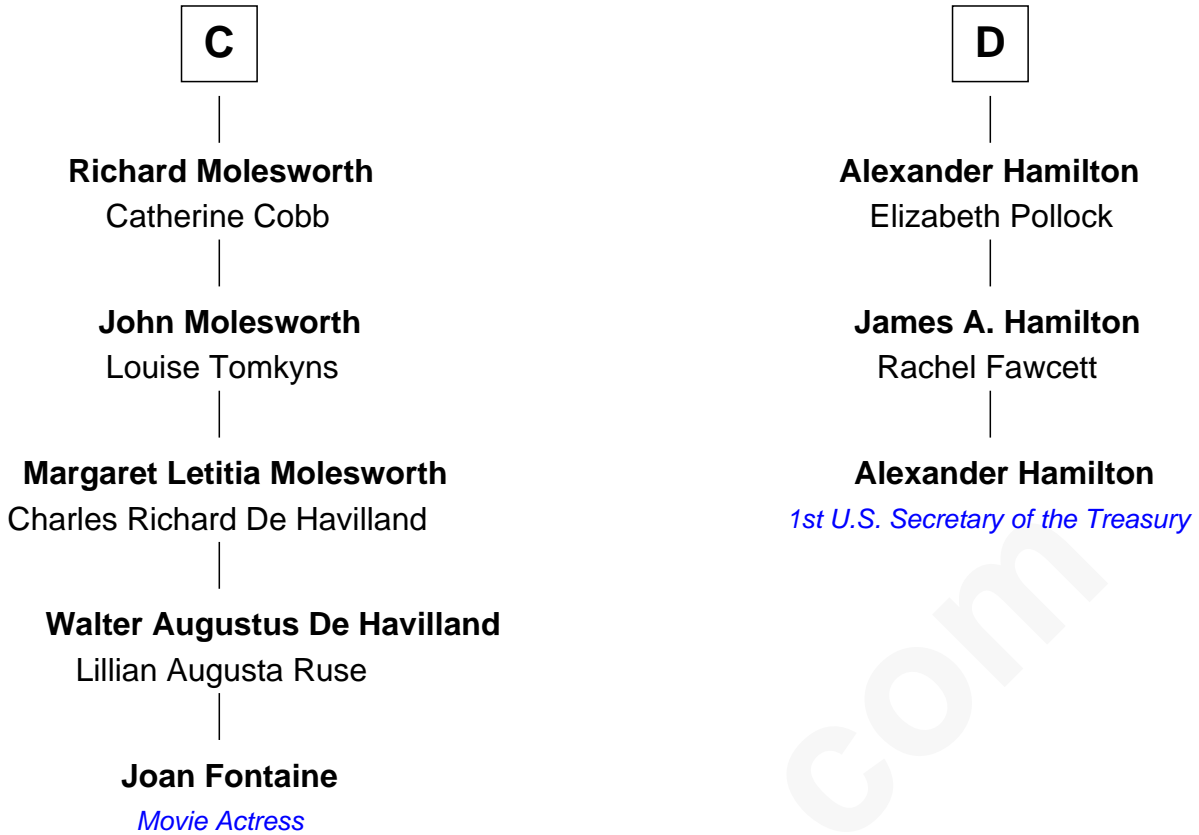 C
Richard Molesworth
Catherine Cobb
John Molesworth
Louise Tomkyns
Margaret Letitia Molesworth
Charles Richard De Havilland
Walter Augustus De Havilland
Lillian Augusta Ruse
Joan Fontaine
Movie Actress
D
Alexander Hamilton
Elizabeth Pollock
James A. Hamilton
Rachel Fawcett
Alexander Hamilton
1st U.S. Secretary of the Treasury
com